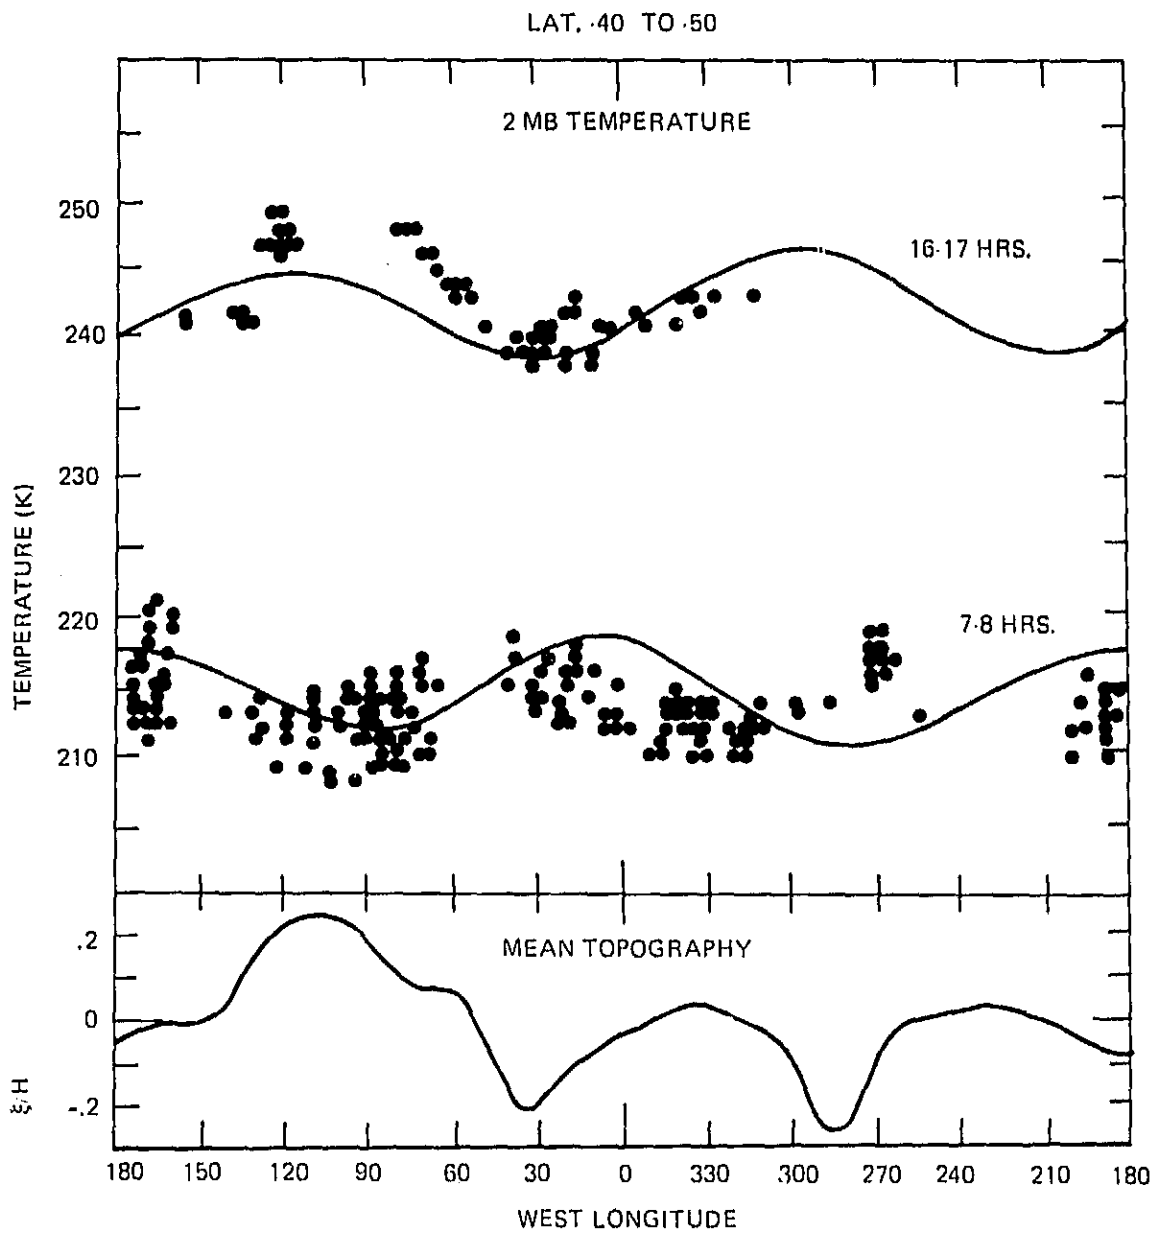 LAT. -40 TO -50
2 MB TEMPERATURE
250
16-17 HRS.
240
230
TEMPERATURE (K)
220
7-8 HRS.
210
MEAN TOPOGRAPHY
.2
0
-.2
ξ/H
180 150 120 90 60 30 0 330 300 270 240 210 180
WEST LONGITUDE